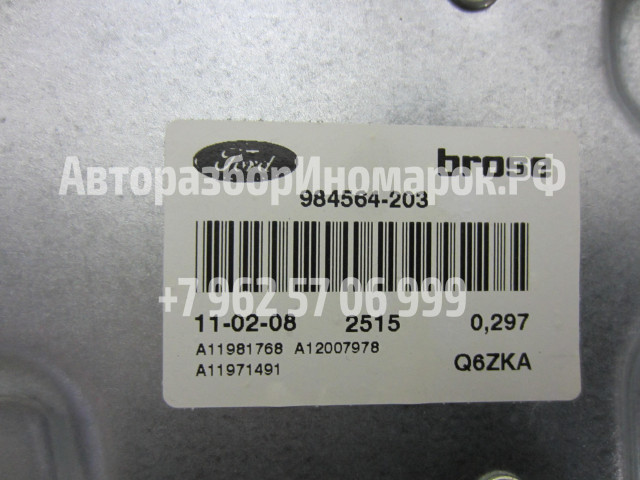 Ford brose
АвторазборИномарок.РФ
984564-203
+7 962 57 06 999
11-02-08 2515 0,297
A11981768 A12007978
A11971491 Q6ZKA